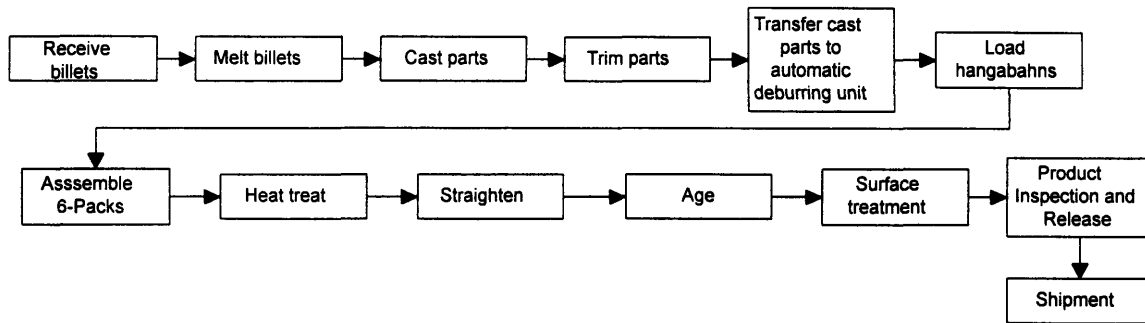 Receive
billets
Melt billets
Cast parts
Trim parts
Transfer cast
parts to
automatic
deburring unit
Load
hangabahns
Asssemble
6-Packs
Heat treat
Straighten
Age
Surface
treatment
Product
Inspection and
Release
Shipment